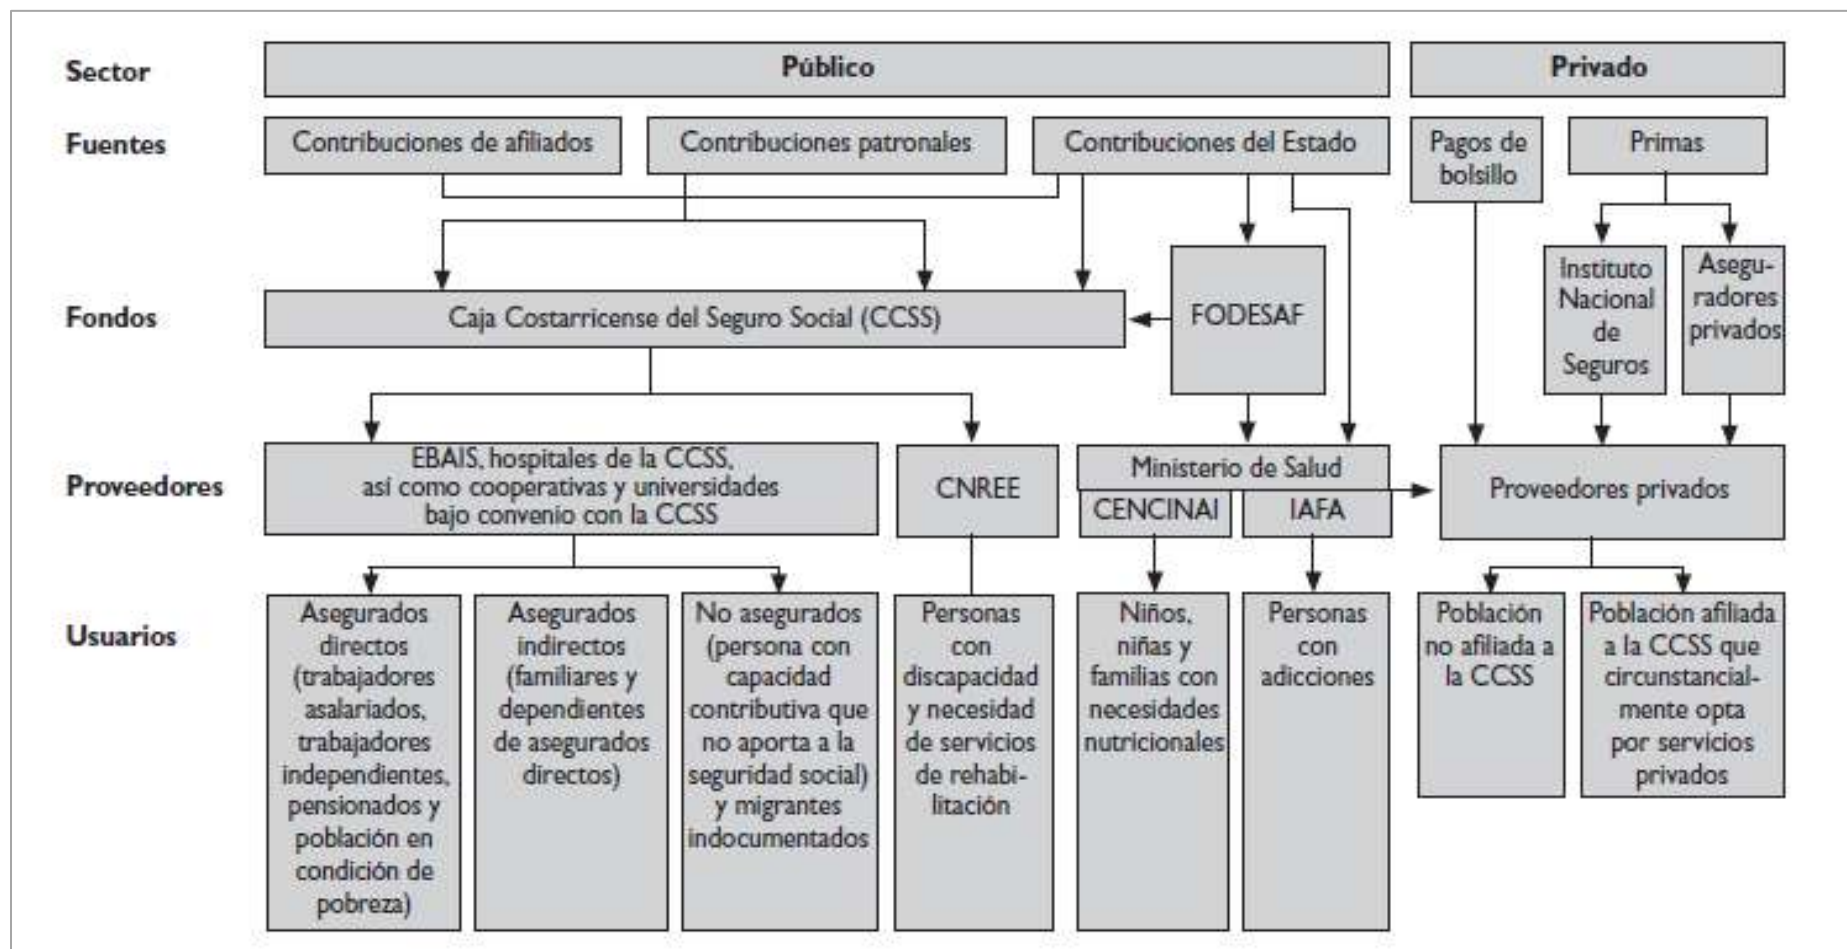 Sector
Público
Privado
Fuentes
Contribuciones de afiliados
Contribuciones patronales
Contribuciones del Estado
Pagos de
bolsillo
Primas
Fondos
Caja Costarricense del Seguro Social (CCSS)
FODESAF
Instituto
Nacional
de
Seguros
Asegu-
radores
privados
Proveedores
EBAIS, hospitales de la CCSS,
así como cooperativas y universidades
bajo convenio con la CCSS
CNREE
Ministerio de Salud
CENCINAI
IAFA
Proveedores privados
Usuarios
Asegurados
directos
(trabajadores
asalariados,
trabajadores
independientes,
pensionados y
población en
condición de
pobreza)
Asegurados
indirectos
(familiares y
dependientes
de asegurados
directos)
No asegurados
(persona con
capacidad
contributiva que
no aporta a la
seguridad social)
y migrantes
indocumentados
Personas
con
discapacidad
y necesidad
de servicios
de rehabi-
litación
Niños,
niñas y
familias con
necesidades
nutricionales
Personas
con
adicciones
Población
no afiliada a
la CCSS
Población afiliada
a la CCSS que
circunstancial-
mente opta
por servicios
privados